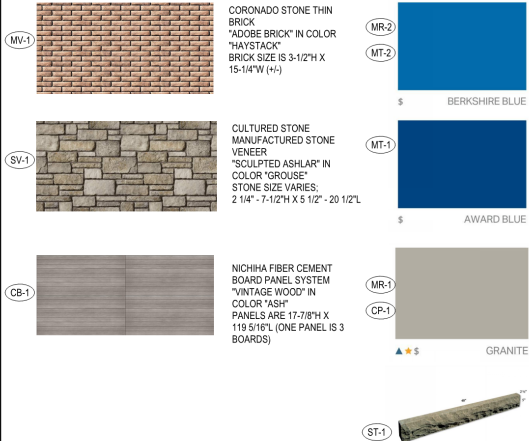 MV-1
CORONADO STONE THIN
BRICK
"ADOBE BRICK" IN COLOR
"HAYSTACK"
BRICK SIZE IS 3-1/2"H X
15-1/4"W (+/-)
MR-2
MT-2
$ BERKSHIRE BLUE
SV-1
CULTURED STONE
MANUFACTURED STONE
VENEER
"SCULPTED ASHLAR" IN
COLOR "GROUSE"
STONE SIZE VARIES;
2 1/4" - 7-1/2"H X 5 1/2" - 20 1/2"L
MT-1
$ AWARD BLUE
CB-1
NICHIHA FIBER CEMENT
BOARD PANEL SYSTEM
"VINTAGE WOOD" IN
COLOR "ASH"
PANELS ARE 17-7/8"H X
119 5/16"L (ONE PANEL IS 3
BOARDS)
MR-1
CP-1
$ GRANITE
ST-1